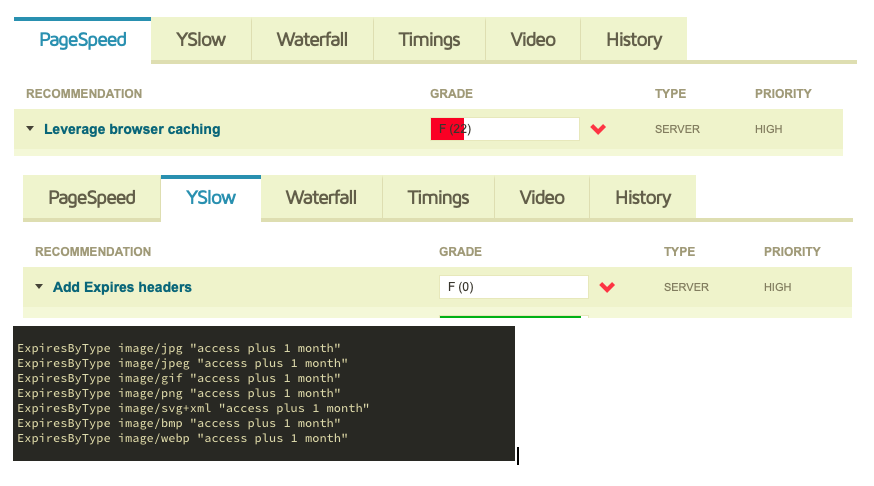 PageSpeed YSlow Waterfall Timings Video History
RECOMMENDATION GRADE TYPE PRIORITY
Leverage browser caching F (22) SERVER HIGH
PageSpeed YSlow Waterfall Timings Video History
RECOMMENDATION GRADE TYPE PRIORITY
Add Expires headers F (0) SERVER HIGH
ExpiresByType image/jpg "access plus 1 month"
ExpiresByType image/jpeg "access plus 1 month"
ExpiresByType image/gif "access plus 1 month"
ExpiresByType image/png "access plus 1 month"
ExpiresByType image/svg+xml "access plus 1 month"
ExpiresByType image/bmp "access plus 1 month"
ExpiresByType image/webp "access plus 1 month"